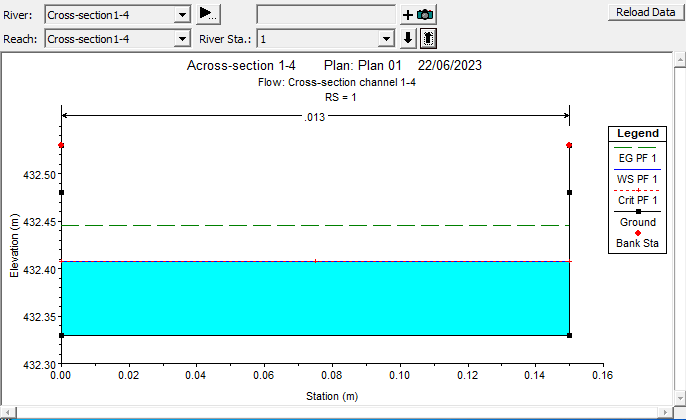 River: Cross-section1-4 Reload Data
Reach: Cross-section1-4 River Sta.: 1
Across-section 1-4 Plan: Plan 01 22/06/2023
Flow: Cross-section channel 1-4
RS = 1
.013
Legend
EG PF 1
WS PF 1
Crit PF 1
Ground
Bank Sta
Elevation (m)
432.50
432.45
432.40
432.35
432.30
0.00 0.02 0.04 0.06 0.08 0.10 0.12 0.14 0.16
Station (m)